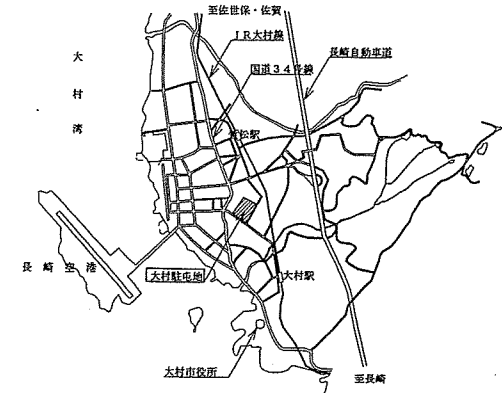 至佐世保・佐賀
JR大村線
長崎自動車道
国道34号線
大村湾
松駅
長崎空港
大村駐屯地
大村駅
大村市役所
至長崎